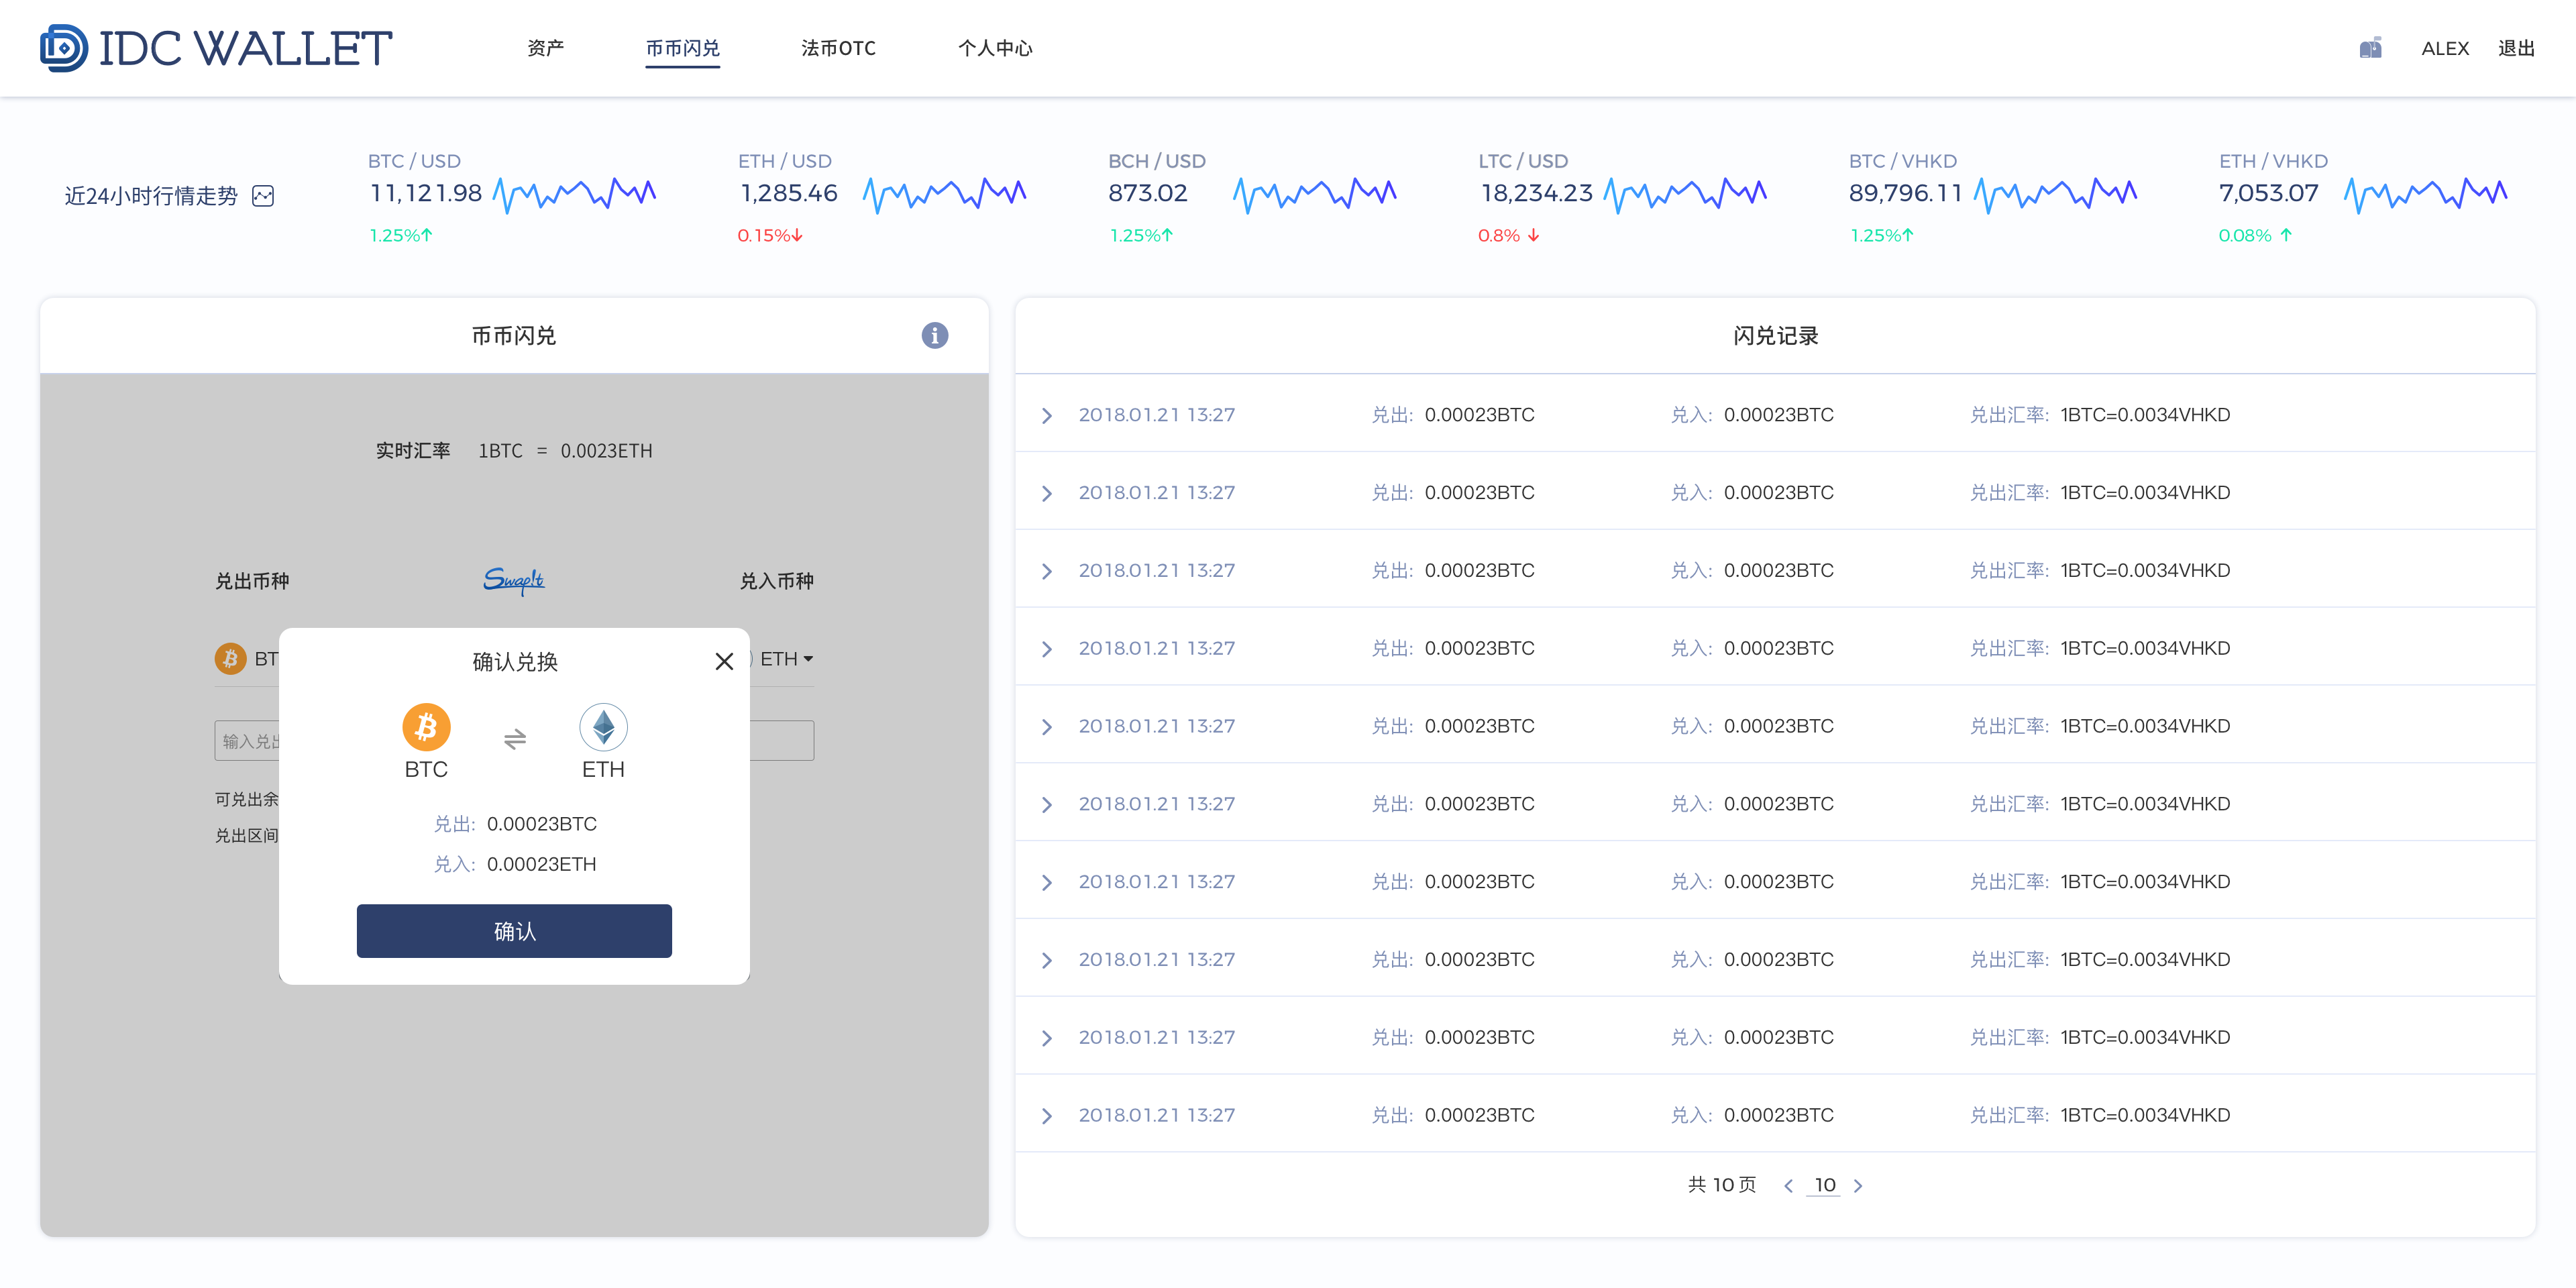 IDC WALLET
资产 币币闪兑 法币OTC 个人中心 ALEX 退出
近24小时行情走势
BTC / USD
11,121.98
1.25%↑
ETH / USD
1,285.46
0.15%↓
BCH / USD
873.02
1.25%↑
LTC / USD
18,234.23
0.8% ↓
BTC / VHKD
89,796.11
1.25%↑
ETH / VHKD
7,053.07
0.08% ↑
币币闪兑
实时汇率 1BTC = 0.0023ETH
兑出币种 Swap!t 兑入币种
BT ETH
输入兑出
可兑出余
兑出区间
确认兑换
BTC ⇌ ETH
兑出: 0.00023BTC
兑入: 0.00023ETH
确认
闪兑记录
2018.01.21 13:27 兑出: 0.00023BTC 兑入: 0.00023BTC 兑出汇率: 1BTC=0.0034VHKD
2018.01.21 13:27 兑出: 0.00023BTC 兑入: 0.00023BTC 兑出汇率: 1BTC=0.0034VHKD
2018.01.21 13:27 兑出: 0.00023BTC 兑入: 0.00023BTC 兑出汇率: 1BTC=0.0034VHKD
2018.01.21 13:27 兑出: 0.00023BTC 兑入: 0.00023BTC 兑出汇率: 1BTC=0.0034VHKD
2018.01.21 13:27 兑出: 0.00023BTC 兑入: 0.00023BTC 兑出汇率: 1BTC=0.0034VHKD
2018.01.21 13:27 兑出: 0.00023BTC 兑入: 0.00023BTC 兑出汇率: 1BTC=0.0034VHKD
2018.01.21 13:27 兑出: 0.00023BTC 兑入: 0.00023BTC 兑出汇率: 1BTC=0.0034VHKD
2018.01.21 13:27 兑出: 0.00023BTC 兑入: 0.00023BTC 兑出汇率: 1BTC=0.0034VHKD
2018.01.21 13:27 兑出: 0.00023BTC 兑入: 0.00023BTC 兑出汇率: 1BTC=0.0034VHKD
2018.01.21 13:27 兑出: 0.00023BTC 兑入: 0.00023BTC 兑出汇率: 1BTC=0.0034VHKD
共 10 页 < 10 >